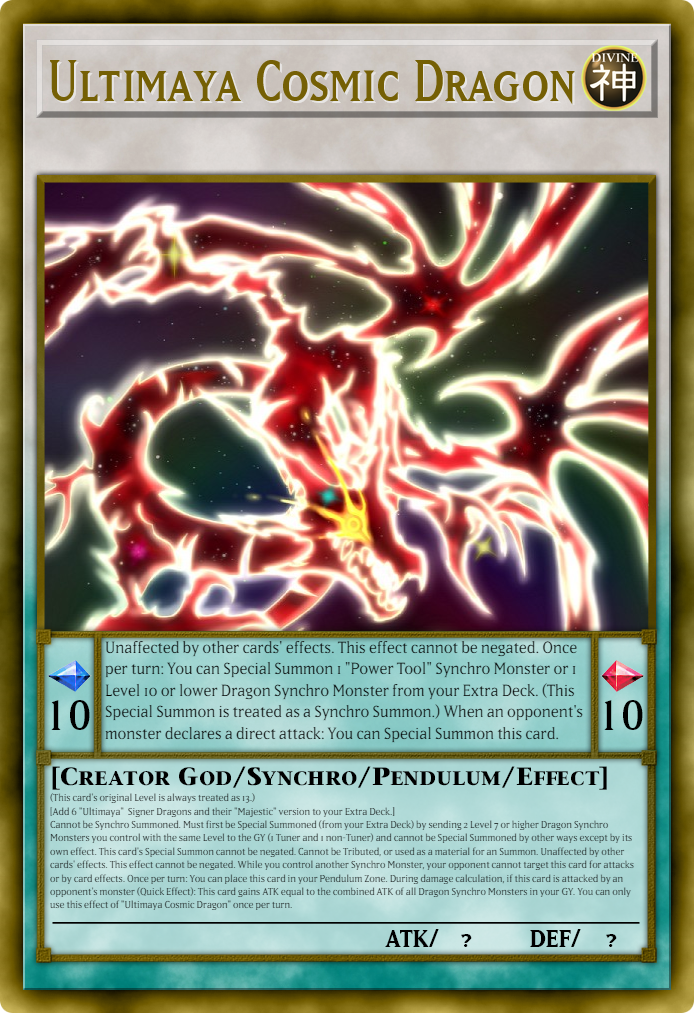 Ultimaya Cosmic Dragon
DIVINE
神
Unaffected by other cards' effects. This effect cannot be negated. Once
per turn: You can Special Summon 1 "Power Tool" Synchro Monster or 1
Level 10 or lower Dragon Synchro Monster from your Extra Deck. (This
Special Summon is treated as a Synchro Summon.) When an opponent's
monster declares a direct attack: You can Special Summon this card.
10
10
[Creator God/Synchro/Pendulum/Effect]
(This card's original Level is always treated as 13.)
[Add 6 "Ultimaya" Signer Dragons and their "Majestic" version to your Extra Deck.]
Cannot be Synchro Summoned. Must first be Special Summoned (from your Extra Deck) by sending 2 Level 7 or higher Dragon Synchro
Monsters you control with the same Level to the GY (1 Tuner and 1 non-Tuner) and cannot be Special Summoned by other ways except by its
own effect. This card's Special Summon cannot be negated. Cannot be Tributed, or used as a material for an Summon. Unaffected by other
cards' effects. This effect cannot be negated. While you control another Synchro Monster, your opponent cannot target this card for attacks
or by card effects. Once per turn: You can place this card in your Pendulum Zone. During damage calculation, if this card is attacked by an
opponent's monster (Quick Effect): This card gains ATK equal to the combined ATK of all Dragon Synchro Monsters in your GY. You can only
use this effect of "Ultimaya Cosmic Dragon" once per turn.
ATK/ ? DEF/ ?